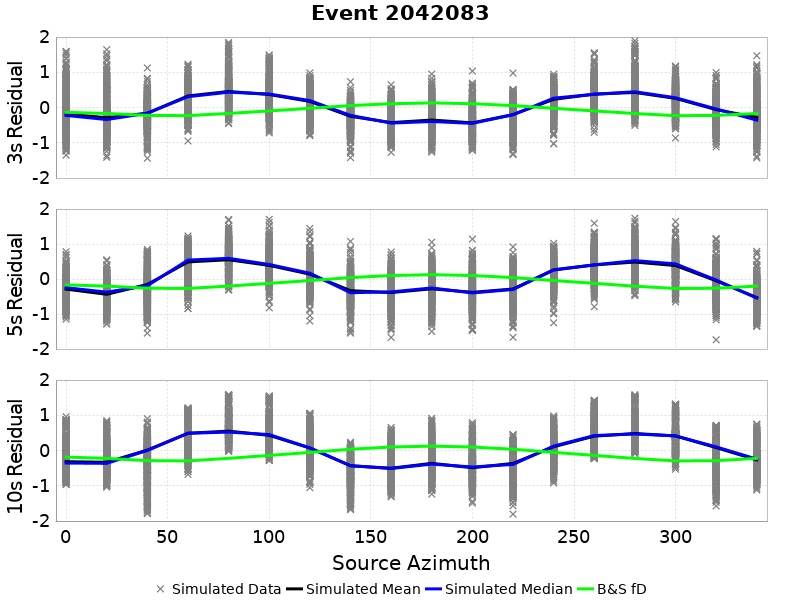 Event 2042083
3s Residual
2
1
0
-1
-2
5s Residual
2
1
0
-1
-2
10s Residual
2
1
0
-1
-2
0 50 100 150 200 250 300
Source Azimuth
Simulated Data Simulated Mean Simulated Median B&S fD